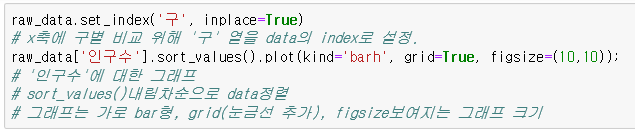 raw_data.set_index('구', inplace=True)
# x축에 구별 비교 위해 '구' 열을 data의 index로 설정.
raw_data['인구수'].sort_values().plot(kind='barh', grid=True, figsize=(10,10));
# '인구수'에 대한 그래프
# sort_values()내림차순으로 data정렬
# 그래프는 가로 bar형, grid(눈금선 추가), figsize보여지는 그래프 크기